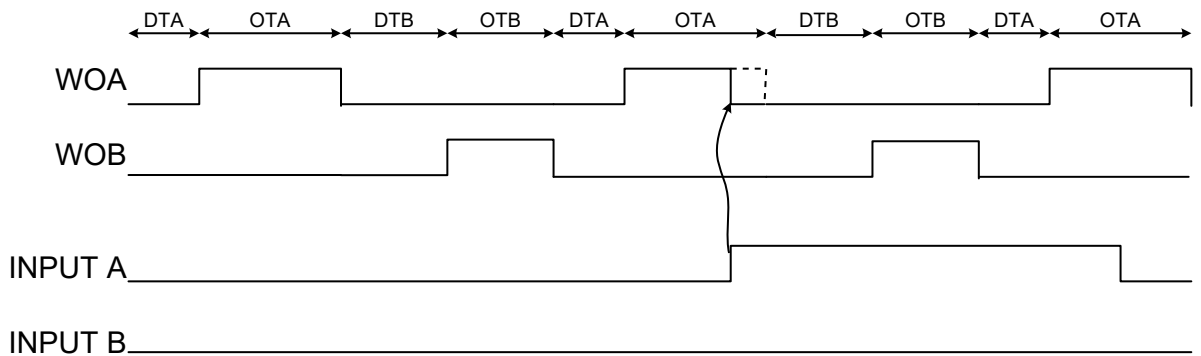 DTA OTA DTB OTB DTA OTA DTB OTB DTA OTA
WOA
WOB
INPUT A
INPUT B